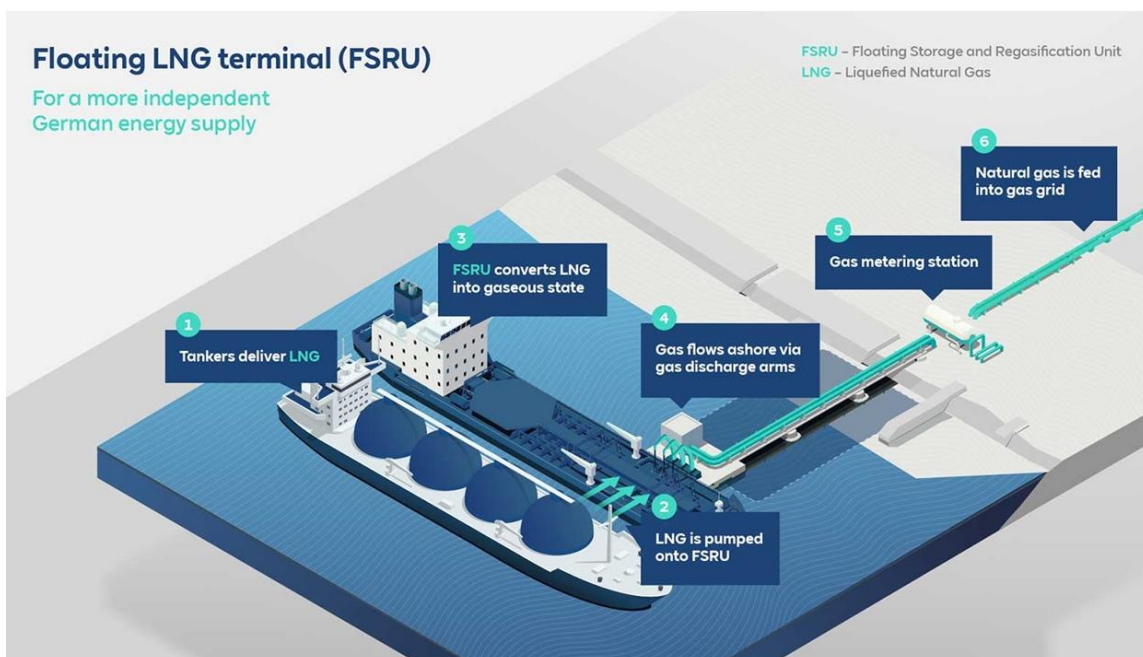 Floating LNG terminal (FSRU)
For a more independent
German energy supply
FSRU – Floating Storage and Regasification Unit
LNG – Liquefied Natural Gas
1
Tankers deliver LNG
2
LNG is pumped
onto FSRU
3
FSRU converts LNG
into gaseous state
4
Gas flows ashore via
gas discharge arms
5
Gas metering station
6
Natural gas is fed
into gas grid